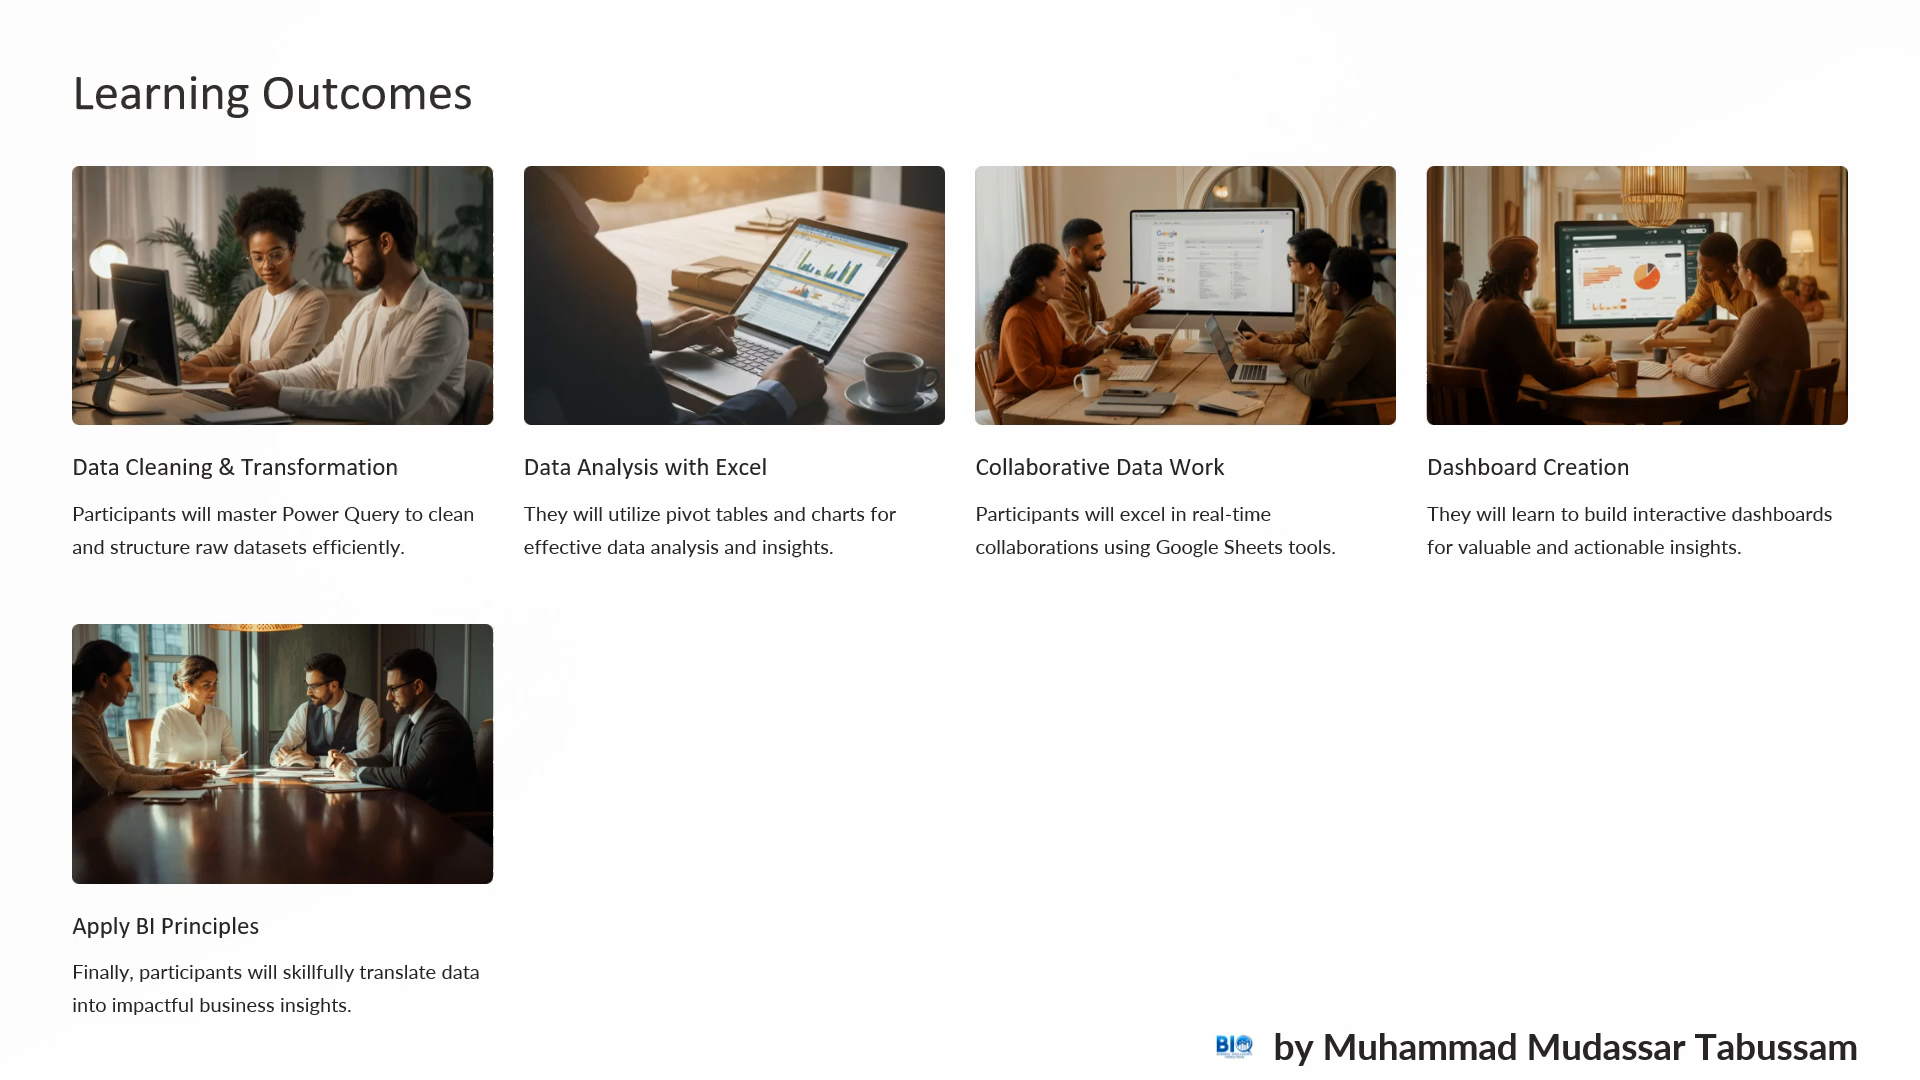 Learning Outcomes
Google
Data Cleaning & Transformation
Participants will master Power Query to clean
and structure raw datasets efficiently.
Data Analysis with Excel
They will utilize pivot tables and charts for
effective data analysis and insights.
Collaborative Data Work
Participants will excel in real-time
collaborations using Google Sheets tools.
Dashboard Creation
They will learn to build interactive dashboards
for valuable and actionable insights.
Apply BI Principles
Finally, participants will skillfully translate data
into impactful business insights.
BIQ
by Muhammad Mudassar Tabussam